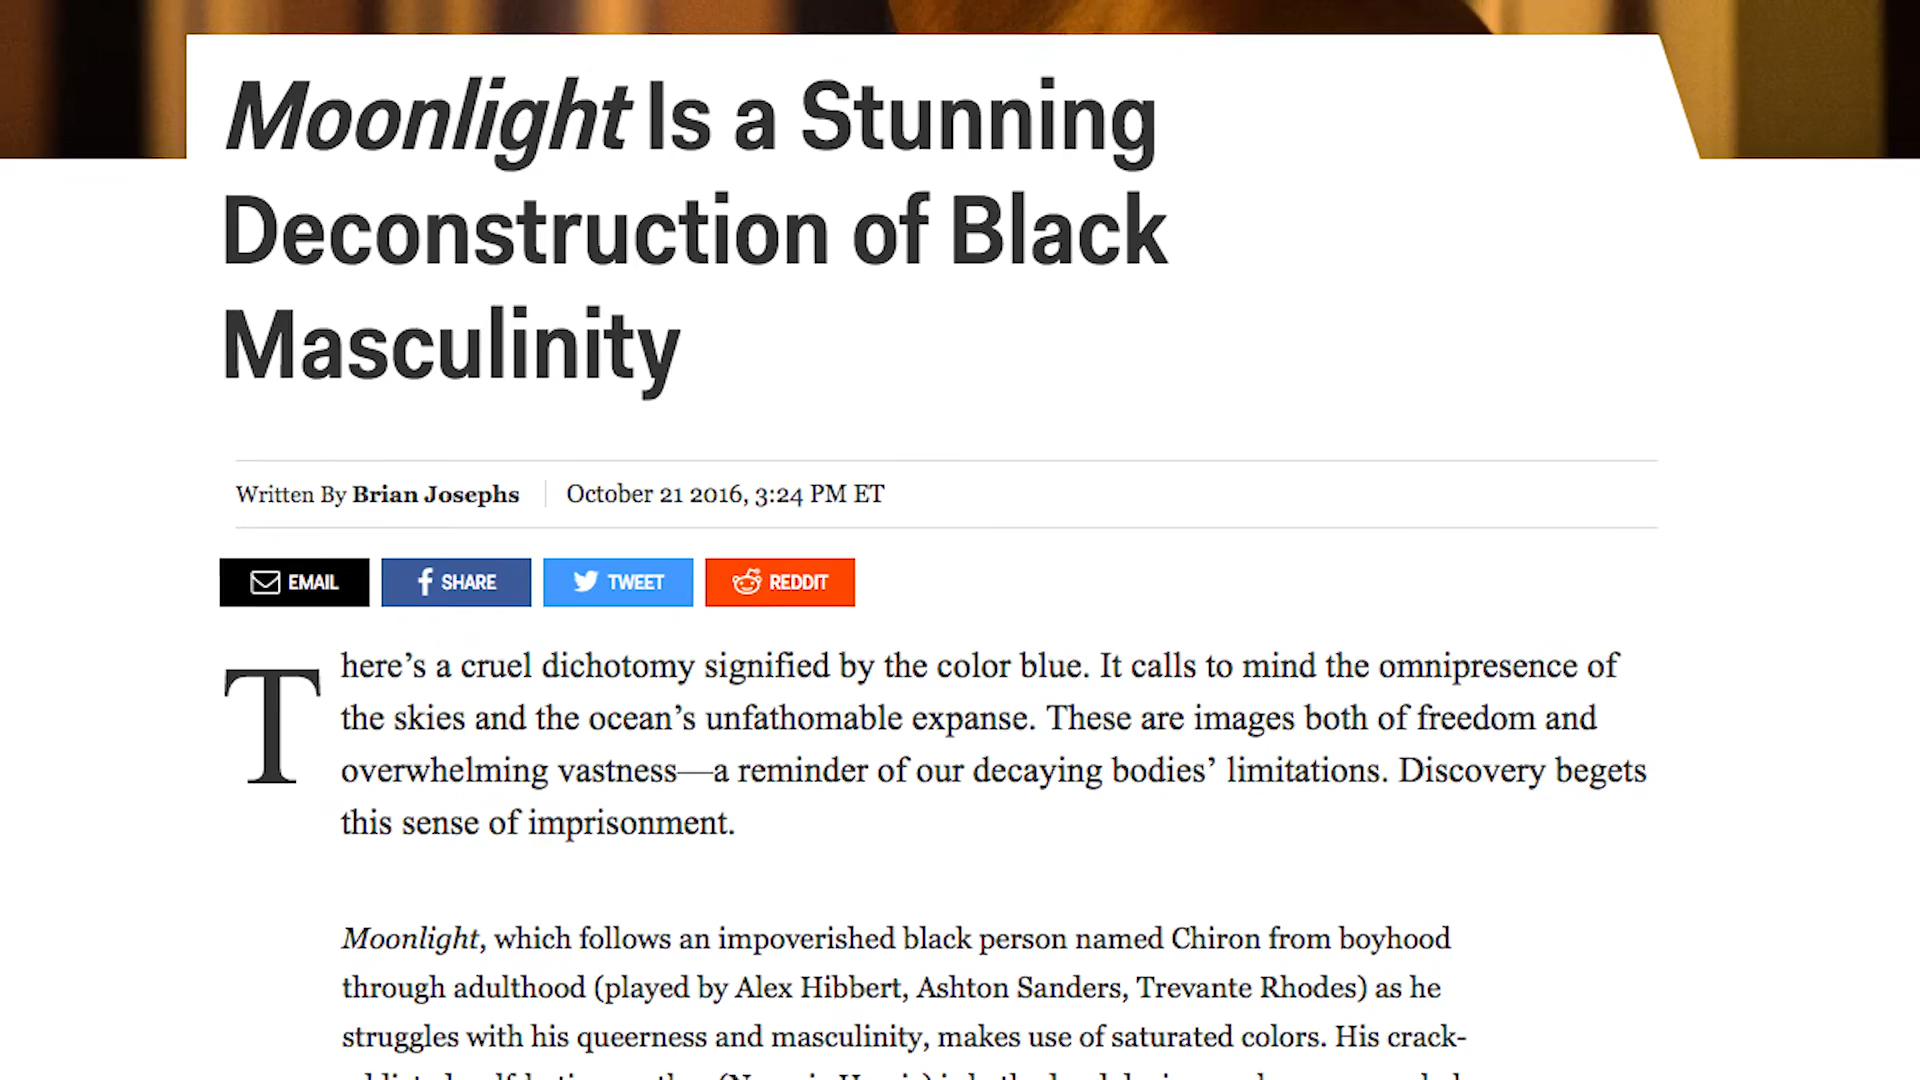 Moonlight Is a Stunning
Deconstruction of Black
Masculinity
Written By Brian Josephs
October 21 2016, 3:24 PM ET
EMAIL
SHARE
TWEET
REDDIT
There’s a cruel dichotomy signified by the color blue. It calls to mind the omnipresence of
the skies and the ocean’s unfathomable expanse. These are images both of freedom and
overwhelming vastness—a reminder of our decaying bodies’ limitations. Discovery begets
this sense of imprisonment.
Moonlight, which follows an impoverished black person named Chiron from boyhood
through adulthood (played by Alex Hibbert, Ashton Sanders, Trevante Rhodes) as he
struggles with his queerness and masculinity, makes use of saturated colors. His crack-